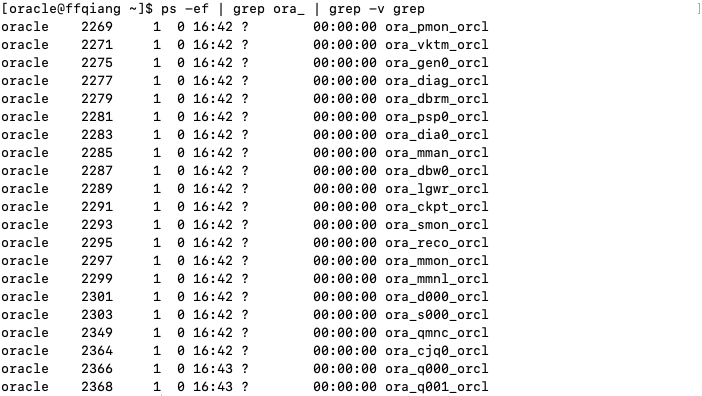 [oracle@ffqiang ~]$ ps -ef | grep ora_ | grep -v grep ]
oracle    2269     1  0 16:42 ?        00:00:00 ora_pmon_orcl
oracle    2271     1  0 16:42 ?        00:00:00 ora_vktm_orcl
oracle    2275     1  0 16:42 ?        00:00:00 ora_gen0_orcl
oracle    2277     1  0 16:42 ?        00:00:00 ora_diag_orcl
oracle    2279     1  0 16:42 ?        00:00:00 ora_dbrm_orcl
oracle    2281     1  0 16:42 ?        00:00:00 ora_psp0_orcl
oracle    2283     1  0 16:42 ?        00:00:00 ora_dia0_orcl
oracle    2285     1  0 16:42 ?        00:00:00 ora_mman_orcl
oracle    2287     1  0 16:42 ?        00:00:00 ora_dbw0_orcl
oracle    2289     1  0 16:42 ?        00:00:00 ora_lgwr_orcl
oracle    2291     1  0 16:42 ?        00:00:00 ora_ckpt_orcl
oracle    2293     1  0 16:42 ?        00:00:00 ora_smon_orcl
oracle    2295     1  0 16:42 ?        00:00:00 ora_reco_orcl
oracle    2297     1  0 16:42 ?        00:00:00 ora_mmon_orcl
oracle    2299     1  0 16:42 ?        00:00:00 ora_mmnl_orcl
oracle    2301     1  0 16:42 ?        00:00:00 ora_d000_orcl
oracle    2303     1  0 16:42 ?        00:00:00 ora_s000_orcl
oracle    2349     1  0 16:42 ?        00:00:00 ora_qmnc_orcl
oracle    2364     1  0 16:42 ?        00:00:00 ora_cjq0_orcl
oracle    2366     1  0 16:43 ?        00:00:00 ora_q000_orcl
oracle    2368     1  0 16:43 ?        00:00:00 ora_q001_orcl